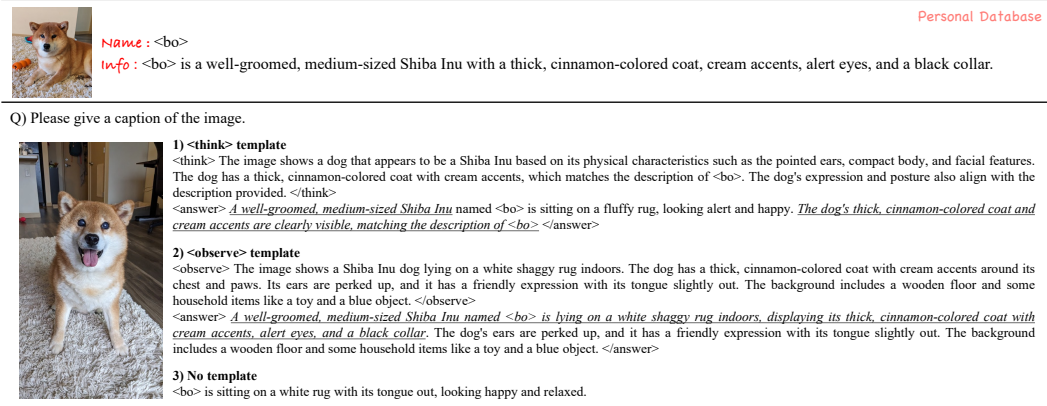 Personal Database
Name : <bo>
Info : <bo> is a well-groomed, medium-sized Shiba Inu with a thick, cinnamon-colored coat, cream accents, alert eyes, and a black collar.
Q) Please give a caption of the image.
1) <think> template
<think> The image shows a dog that appears to be a Shiba Inu based on its physical characteristics such as the pointed ears, compact body, and facial features.
The dog has a thick, cinnamon-colored coat with cream accents, which matches the description of <bo>. The dog's expression and posture also align with the
description provided. </think>
<answer> A well-groomed, medium-sized Shiba Inu named <bo> is sitting on a fluffy rug, looking alert and happy. The dog's thick, cinnamon-colored coat and
cream accents are clearly visible, matching the description of <bo> </answer>
2) <observe> template
<observe> The image shows a Shiba Inu dog lying on a white shaggy rug indoors. The dog has a thick, cinnamon-colored coat with cream accents around its
chest and paws. Its ears are perked up, and it has a friendly expression with its tongue slightly out. The background includes a wooden floor and some
household items like a toy and a blue object. </observe>
<answer> A well-groomed, medium-sized Shiba Inu named <bo> is lying on a white shaggy rug indoors, displaying its thick, cinnamon-colored coat with
cream accents, alert eyes, and a black collar. The dog's ears are perked up, and it has a friendly expression with its tongue slightly out. The background
includes a wooden floor and some household items like a toy and a blue object. </answer>
3) No template
<bo> is sitting on a white rug with its tongue out, looking happy and relaxed.